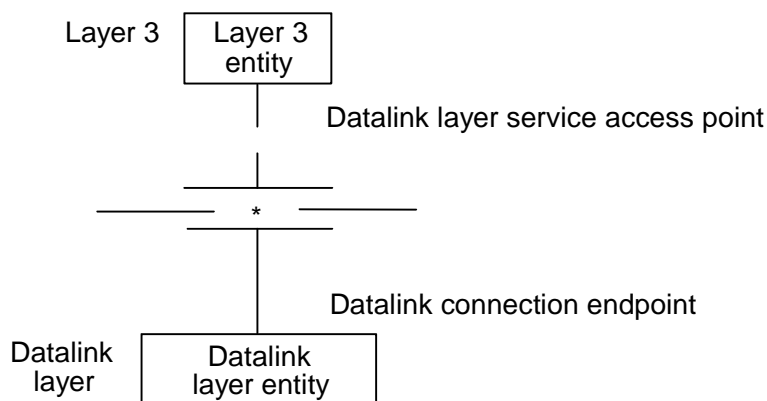 Layer 3
Layer 3
entity
Datalink layer service access point
*
Datalink connection endpoint
Datalink
layer
Datalink
layer entity